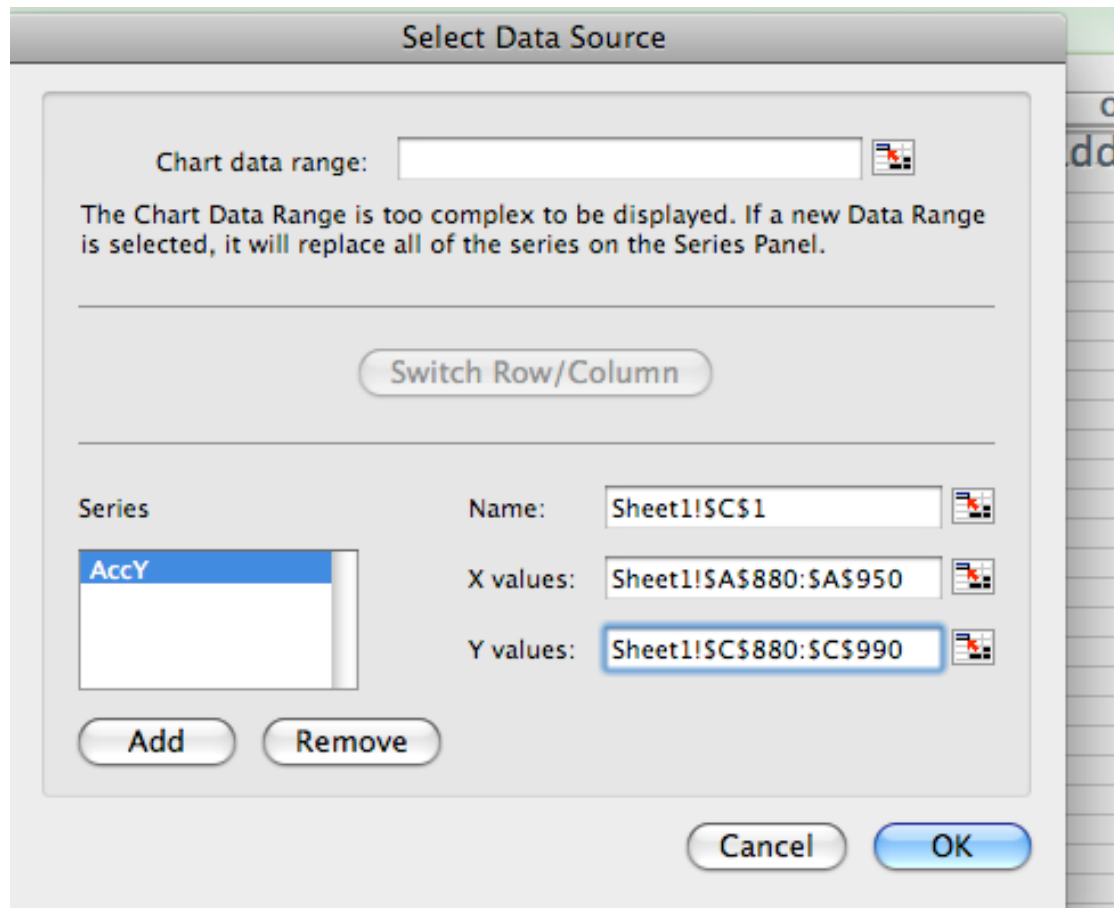 Select Data Source
Chart data range:
The Chart Data Range is too complex to be displayed. If a new Data Range
is selected, it will replace all of the series on the Series Panel.
Switch Row/Column
Series
AccY
Name: Sheet1!$C$1
X values: Sheet1!$A$880:$A$950
Y values: Sheet1!$C$880:$C$990
Add Remove
Cancel OK